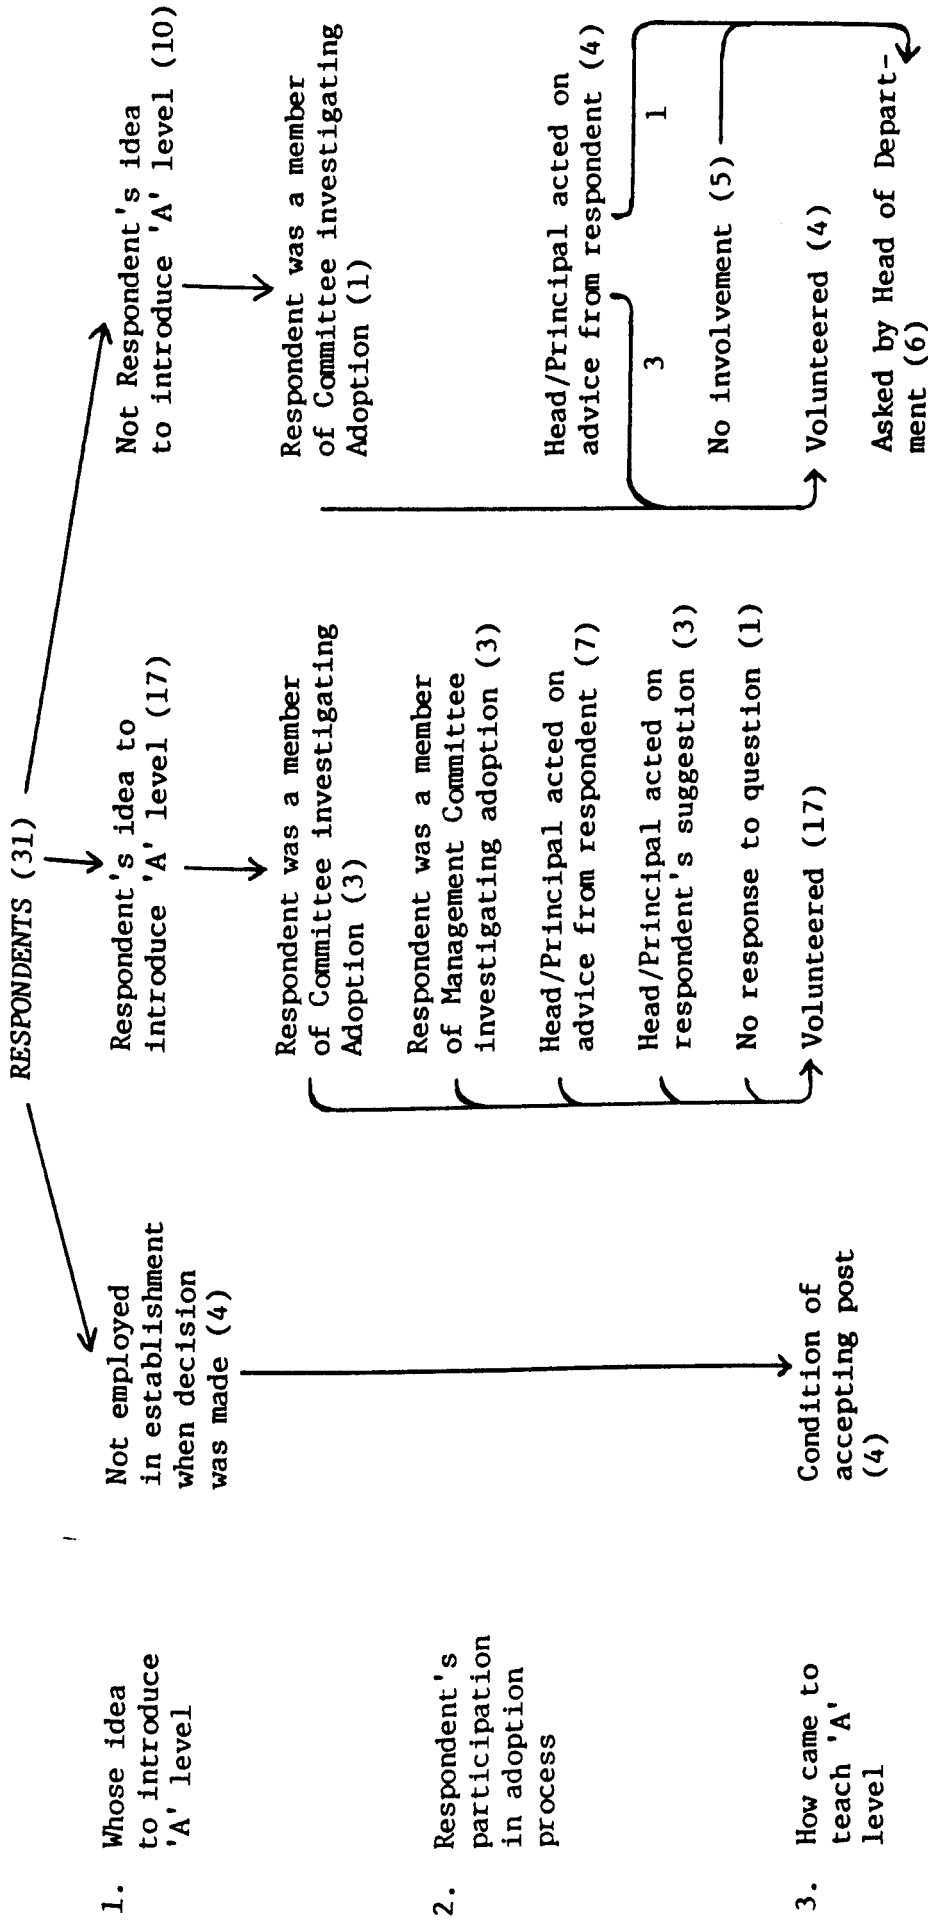 RESPONDENTS (31)
1. Whose idea
to introduce
'A' level
Not employed
in establishment
when decision
was made (4)
Respondent's idea to
introduce 'A' level (17)
Not Respondent's idea
to introduce 'A' level (10)
2. Respondent's
participation
in adoption
process
Respondent was a member
of Committee investigating
Adoption (3)
Respondent was a member
of Management Committee
investigating adoption (3)
Head/Principal acted on
advice from respondent (7)
Head/Principal acted on
respondent's suggestion (3)
No response to question (1)
Respondent was a member
of Committee investigating
Adoption (1)
Head/Principal acted on
advice from respondent (4)
3
1
No involvement (5)
3. How came to
teach 'A'
level
Condition of
accepting post
(4)
Volunteered (17)
Volunteered (4)
Asked by Head of Depart-
ment (6)